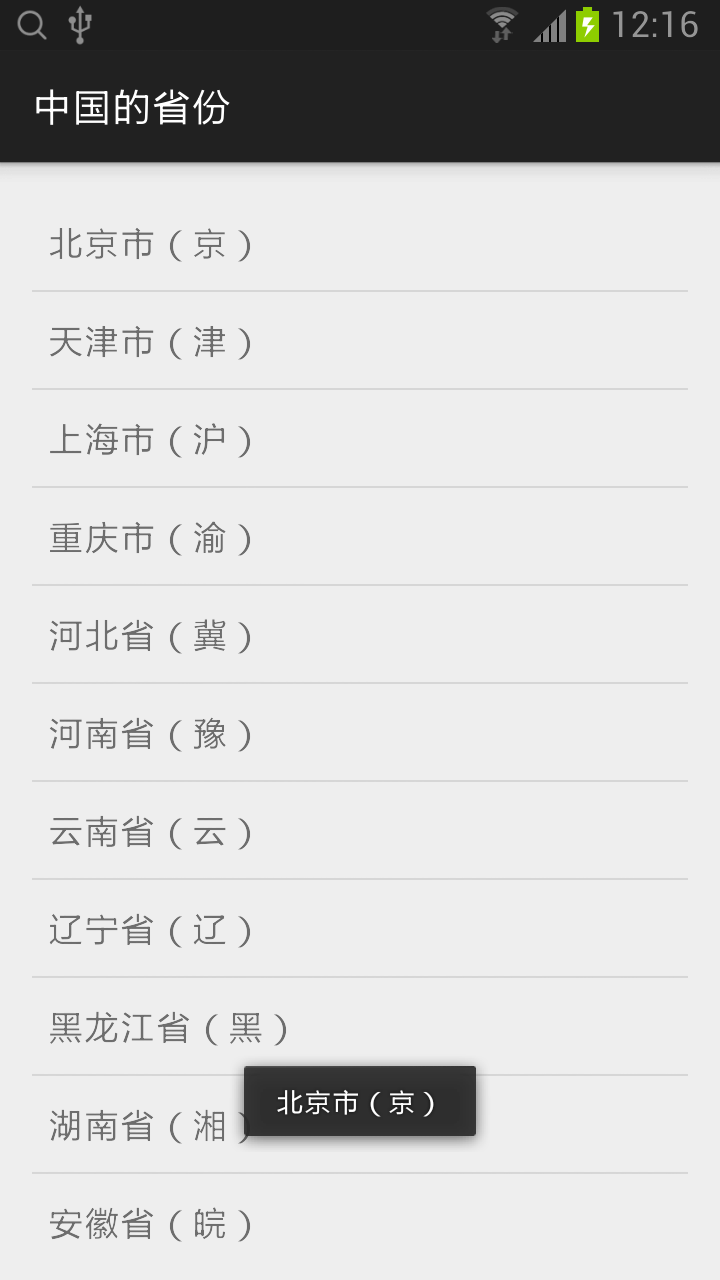 12:16
中国的省份
北京市（京）
天津市（津）
上海市（沪）
重庆市（渝）
河北省（冀）
河南省（豫）
云南省（云）
辽宁省（辽）
黑龙江省（黑）
北京市（京）
湖南省（湘）
安徽省（皖）